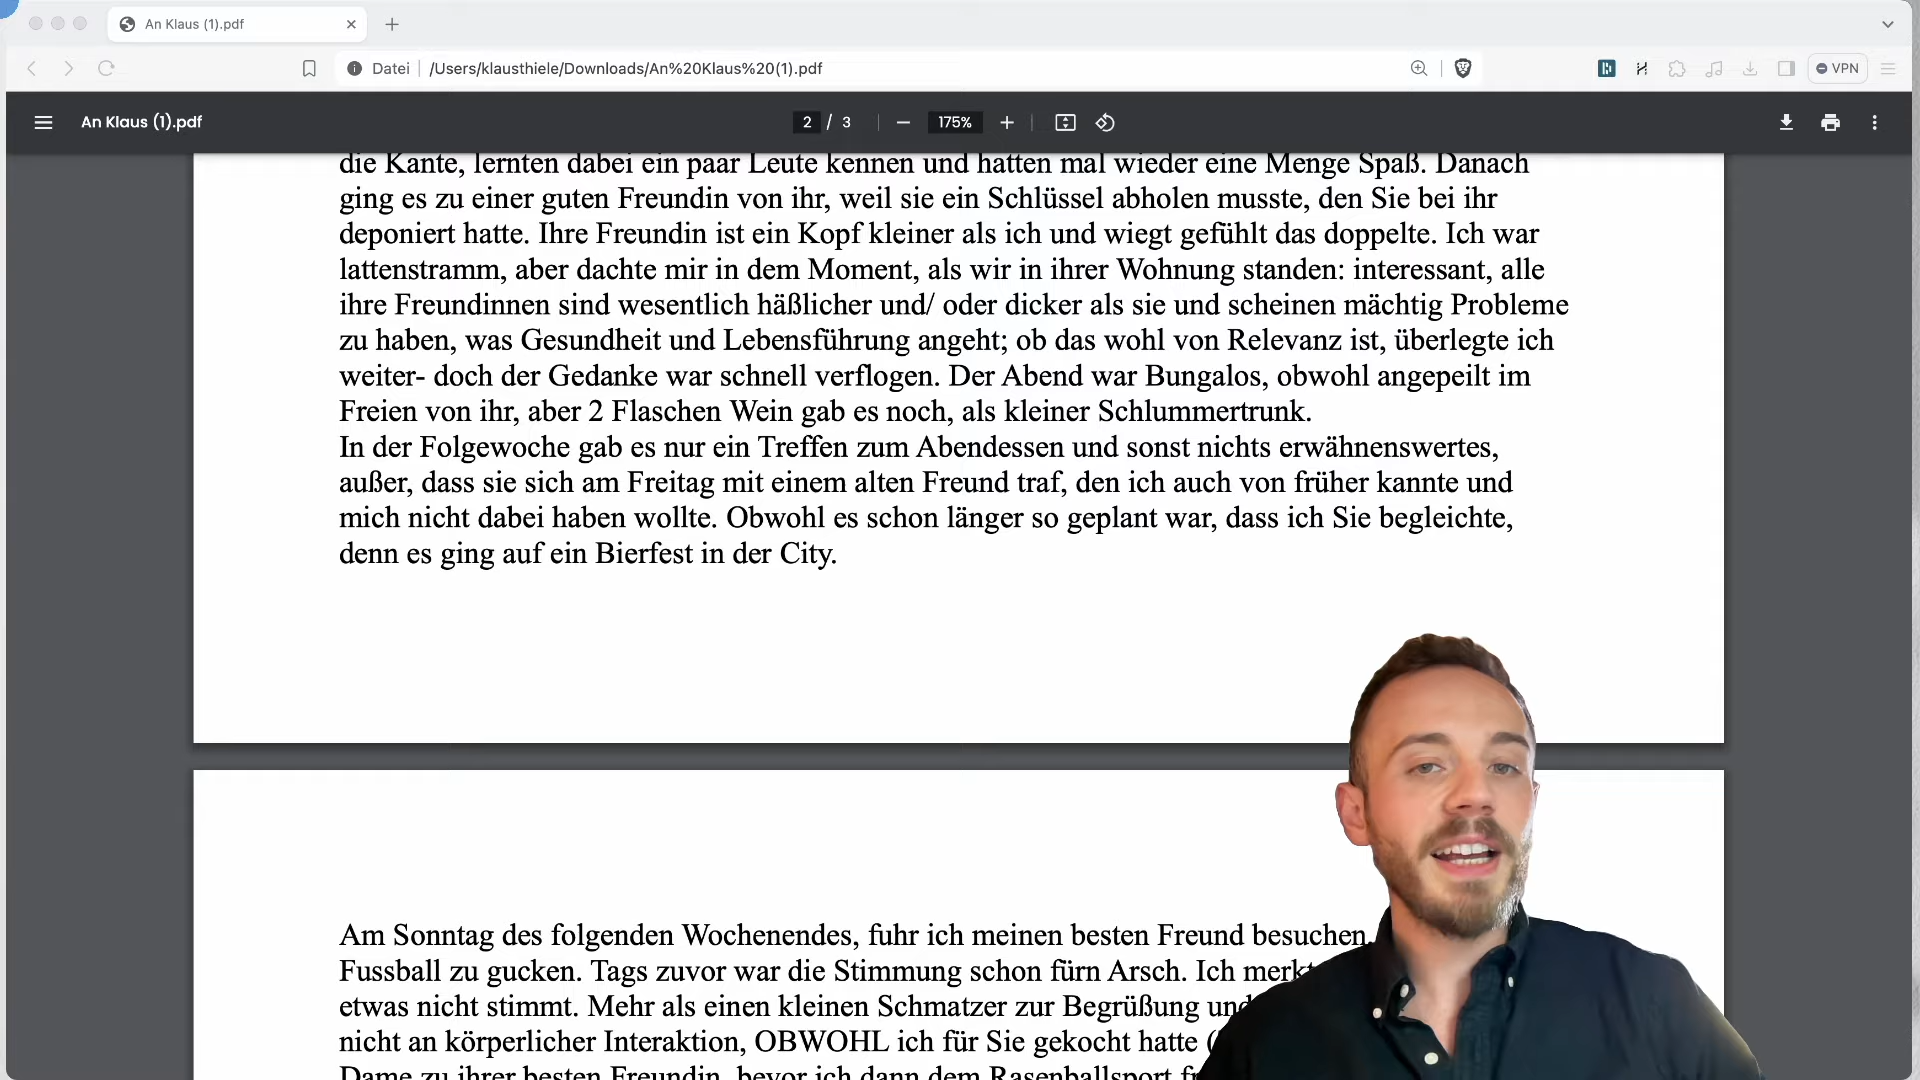 An Klaus (1).pdf
Datei /Users/klausthiele/Downloads/An%20Klaus%20(1).pdf VPN
An Klaus (1).pdf 2 / 3 175%
die Kante, lernten dabei ein paar Leute kennen und hatten mal wieder eine Menge Spaß. Danach
ging es zu einer guten Freundin von ihr, weil sie ein Schlüssel abholen musste, den Sie bei ihr
deponiert hatte. Ihre Freundin ist ein Kopf kleiner als ich und wiegt gefühlt das doppelte. Ich war
lattenstramm, aber dachte mir in dem Moment, als wir in ihrer Wohnung standen: interessant, alle
ihre Freundinnen sind wesentlich häßlicher und/ oder dicker als sie und scheinen mächtig Probleme
zu haben, was Gesundheit und Lebensführung angeht; ob das wohl von Relevanz ist, überlegte ich
weiter- doch der Gedanke war schnell verflogen. Der Abend war Bungalos, obwohl angepeilt im
Freien von ihr, aber 2 Flaschen Wein gab es noch, als kleiner Schlummertrunk.
In der Folgewoche gab es nur ein Treffen zum Abendessen und sonst nichts erwähnenswertes,
außer, dass sie sich am Freitag mit einem alten Freund traf, den ich auch von früher kannte und
mich nicht dabei haben wollte. Obwohl es schon länger so geplant war, dass ich Sie begleichte,
denn es ging auf ein Bierfest in der City.
Am Sonntag des folgenden Wochenendes, fuhr ich meinen besten Freund besuchen,
Fussball zu gucken. Tags zuvor war die Stimmung schon fürn Arsch. Ich merkt
etwas nicht stimmt. Mehr als einen kleinen Schmatzer zur Begrüßung und
nicht an körperlicher Interaktion, OBWOHL ich für Sie gekocht hatte (
Dame zu ihrer besten Freundin, bevor ich dann dem Rasenballsport